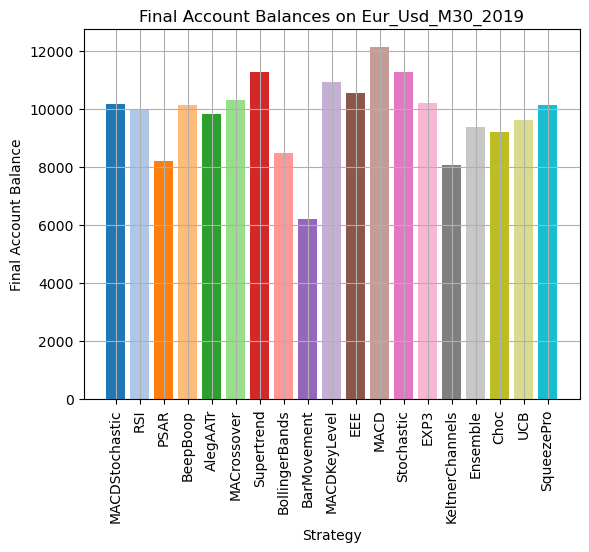 Final Account Balances on Eur_Usd_M30_2019
Final Account Balance
12000
10000
8000
6000
4000
2000
0
MACDStochastic
RSI
PSAR
BeepBoop
AlegAATr
MACrossover
Supertrend
BollingerBands
BarMovement
MACDKeyLevel
EEE
MACD
Stochastic
EXP3
KeltnerChannels
Ensemble
Choc
UCB
SqueezePro
Strategy